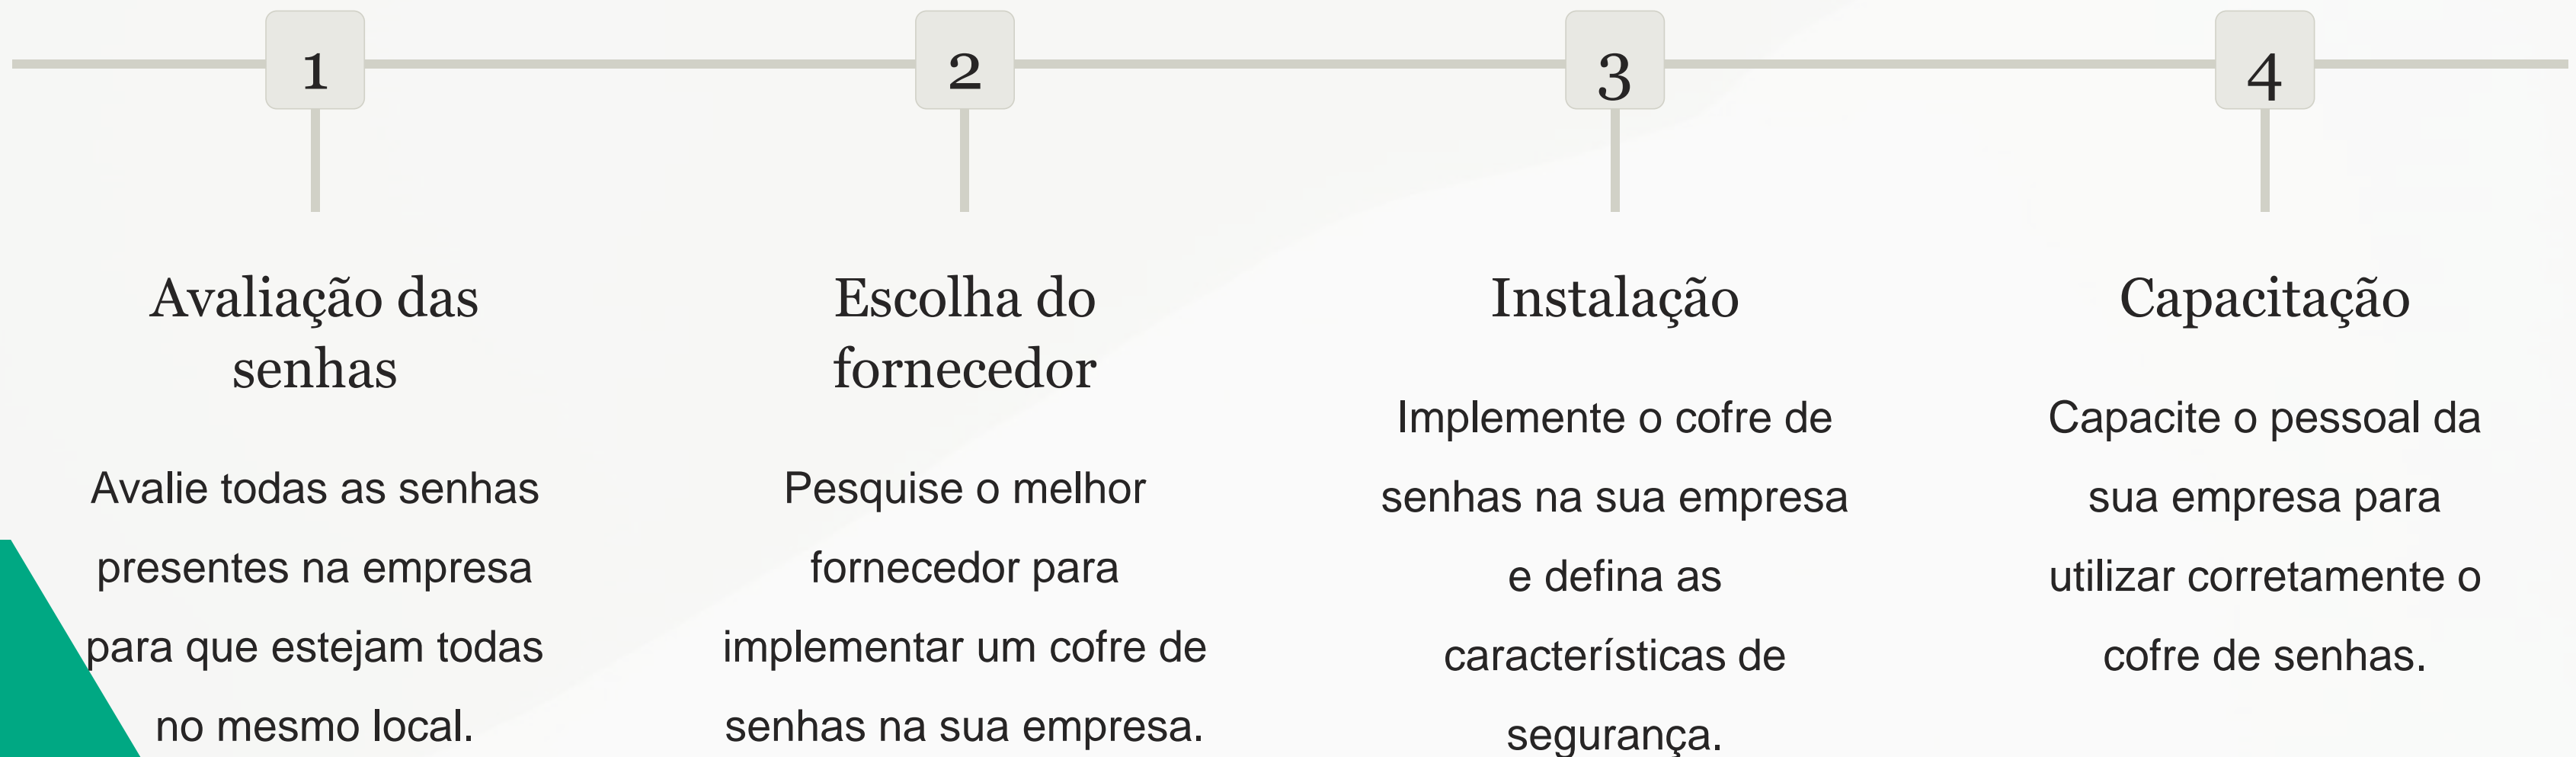 1
Avaliação das
senhas
Avalie todas as senhas
presentes na empresa
para que estejam todas
no mesmo local.
2
Escolha do
fornecedor
Pesquise o melhor
fornecedor para
implementar um cofre de
senhas na sua empresa.
3
Instalação
Implemente o cofre de
senhas na sua empresa
e defina as
características de
segurança.
4
Capacitação
Capacite o pessoal da
sua empresa para
utilizar corretamente o
cofre de senhas.